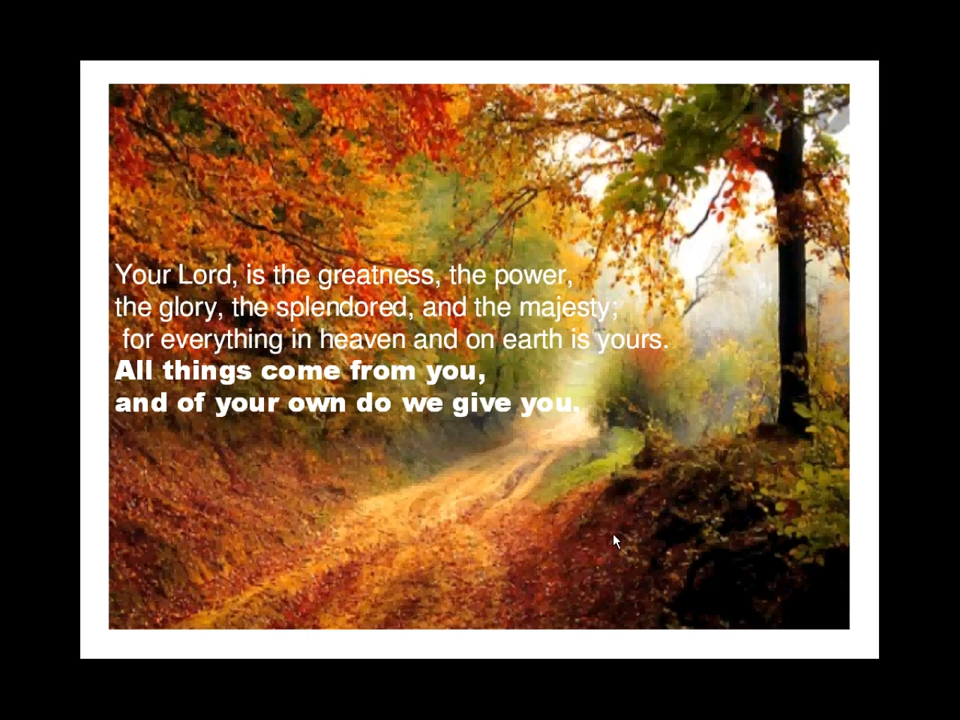 Your Lord, is the greatness, the power,
the glory, the splendored, and the majesty;
for everything in heaven and on earth is yours.
All things come from you,
and of your own do we give you.